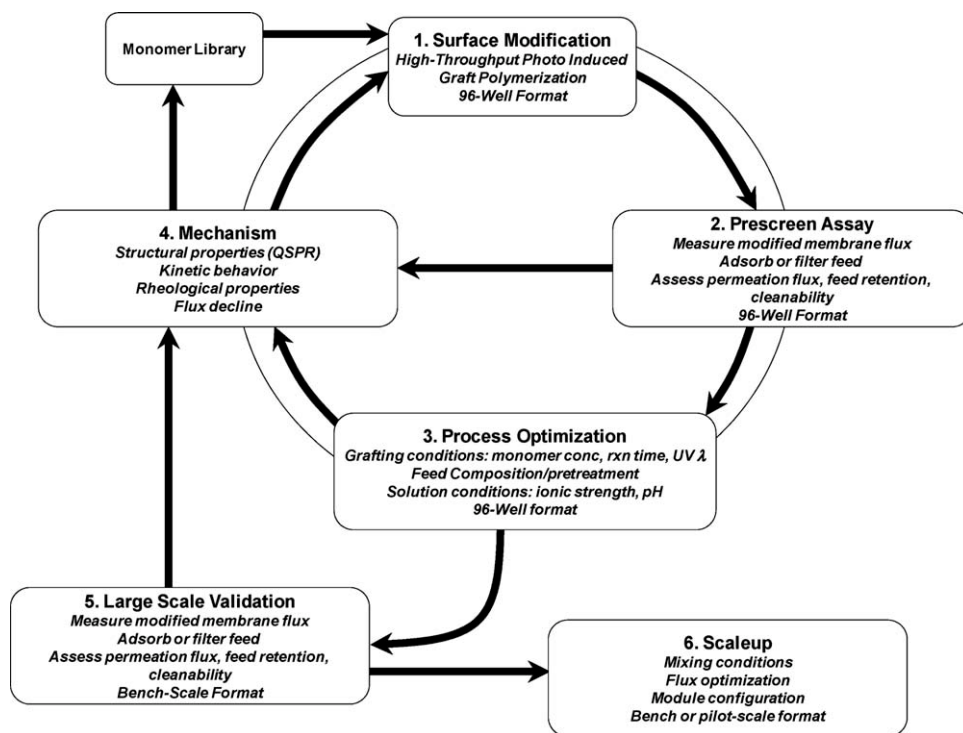 Monomer Library
1. Surface Modification
High-Throughput Photo Induced
Graft Polymerization
96-Well Format
2. Prescreen Assay
Measure modified membrane flux
Adsorb or filter feed
Assess permeation flux, feed retention,
cleanability
96-Well Format
4. Mechanism
Structural properties (QSPR)
Kinetic behavior
Rheological properties
Flux decline
3. Process Optimization
Grafting conditions: monomer conc, rxn time, UV λ
Feed Composition/pretreatment
Solution conditions: ionic strength, pH
96-Well format
5. Large Scale Validation
Measure modified membrane flux
Adsorb or filter feed
Assess permeation flux, feed retention,
cleanability
Bench-Scale Format
6. Scaleup
Mixing conditions
Flux optimization
Module configuration
Bench or pilot-scale format